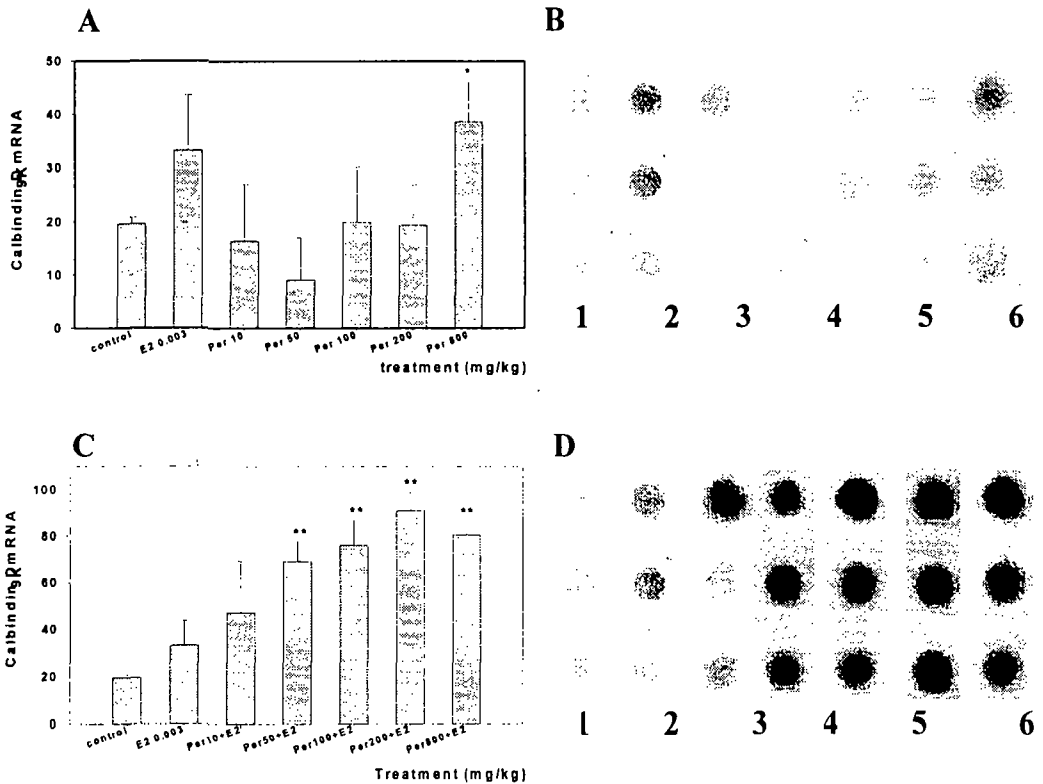 A
Calbinding D9k mRNA
50
40
30
20
10
0
*
control
E2 0.003
Per 10
Per 50
Per 100
Per 200
Per 800
treatment (mg/kg)
B
1 2 3 4 5 6
C
Calbinding D9k mRNA
100
80
60
40
20
0
** ** ** **
control
E2 0.003
Per10+E2
Per50+E2
Per100+E2
Per200+E2
Per800+E2
Treatment (mg/kg)
D
1 2 3 4 5 6